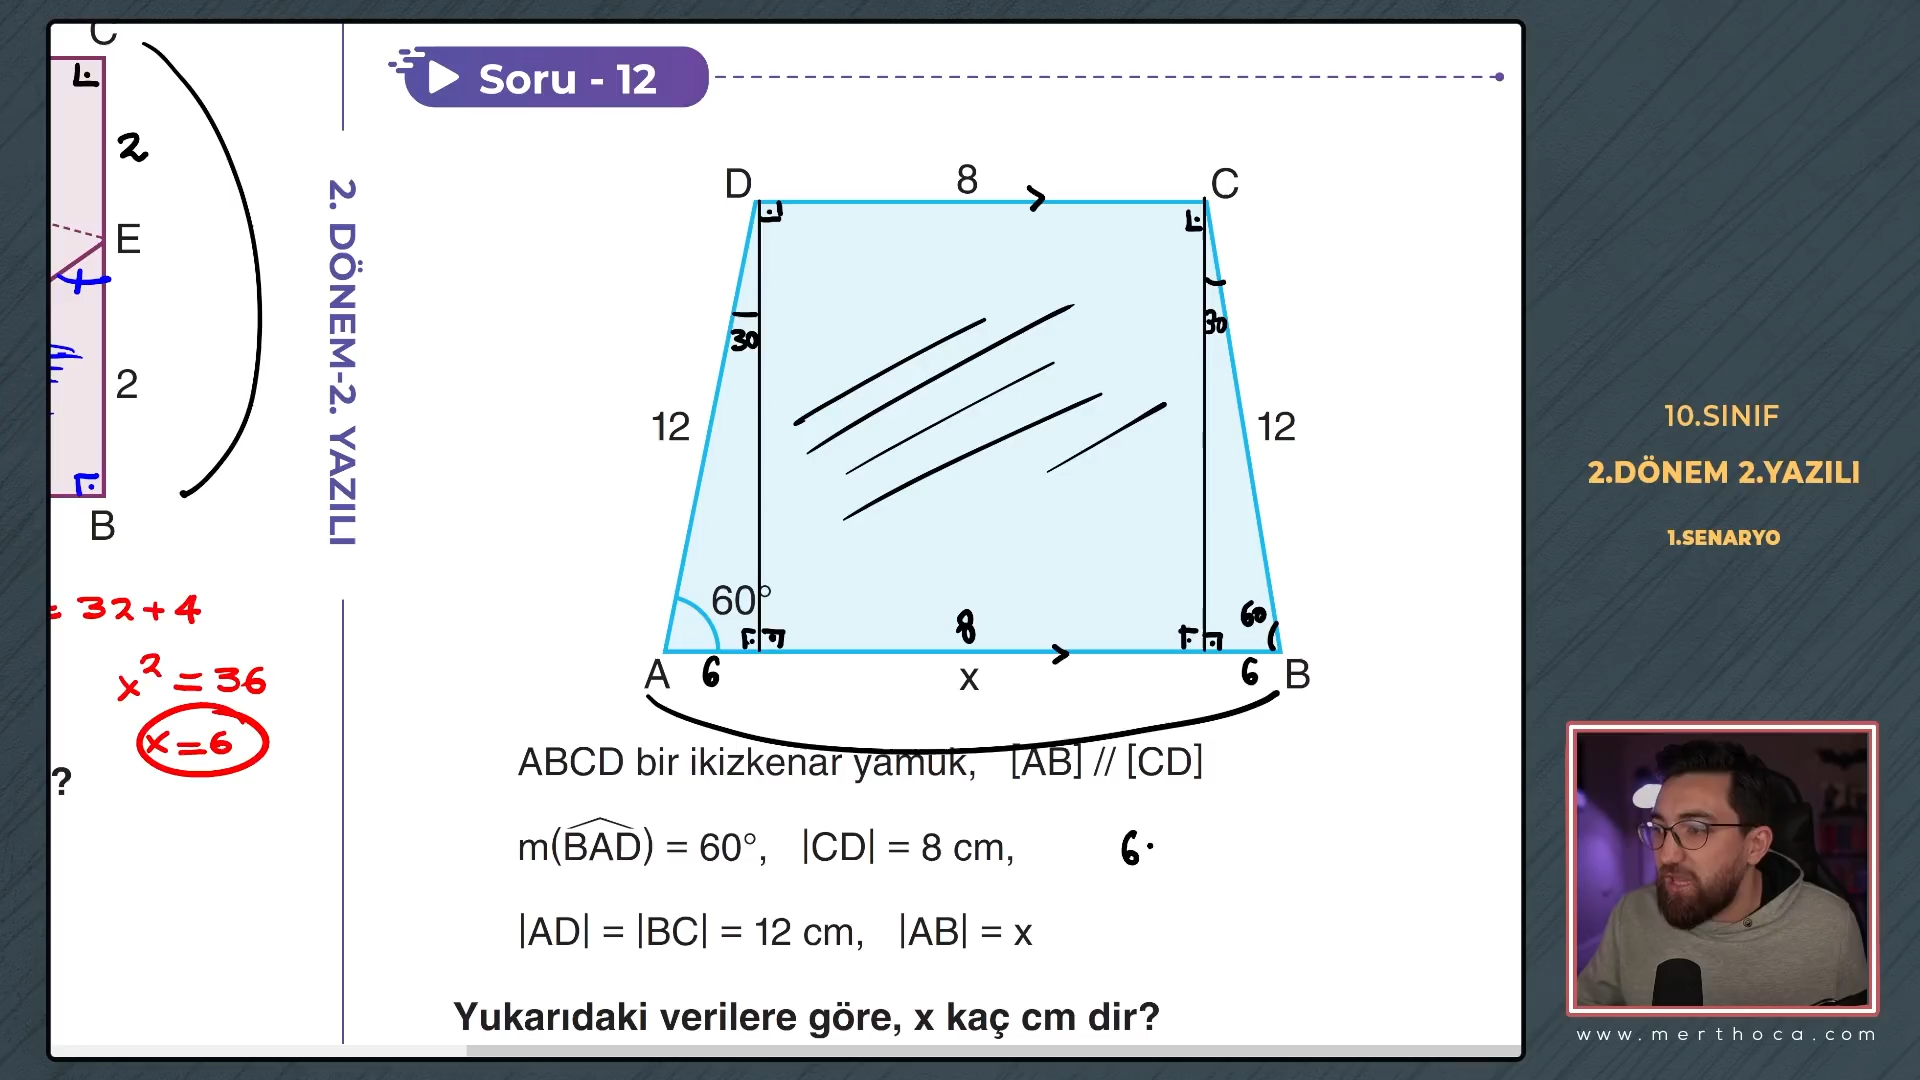 C
2
E
2
B
= 32 + 4
x² = 36
x = 6
?
2. DÖNEM-2. YAZILI
Soru - 12
D 8 C
30 30
12 12
60° 8 60
A 6 x 6 B
ABCD bir ikizkenar yamuk, [AB] // [CD]
m(BAD) = 60°, |CD| = 8 cm, 6·
|AD| = |BC| = 12 cm, |AB| = x
Yukarıdaki verilere göre, x kaç cm dir?
10.SINIF
2.DÖNEM 2.YAZILI
1.SENARYO
www.merthoca.com